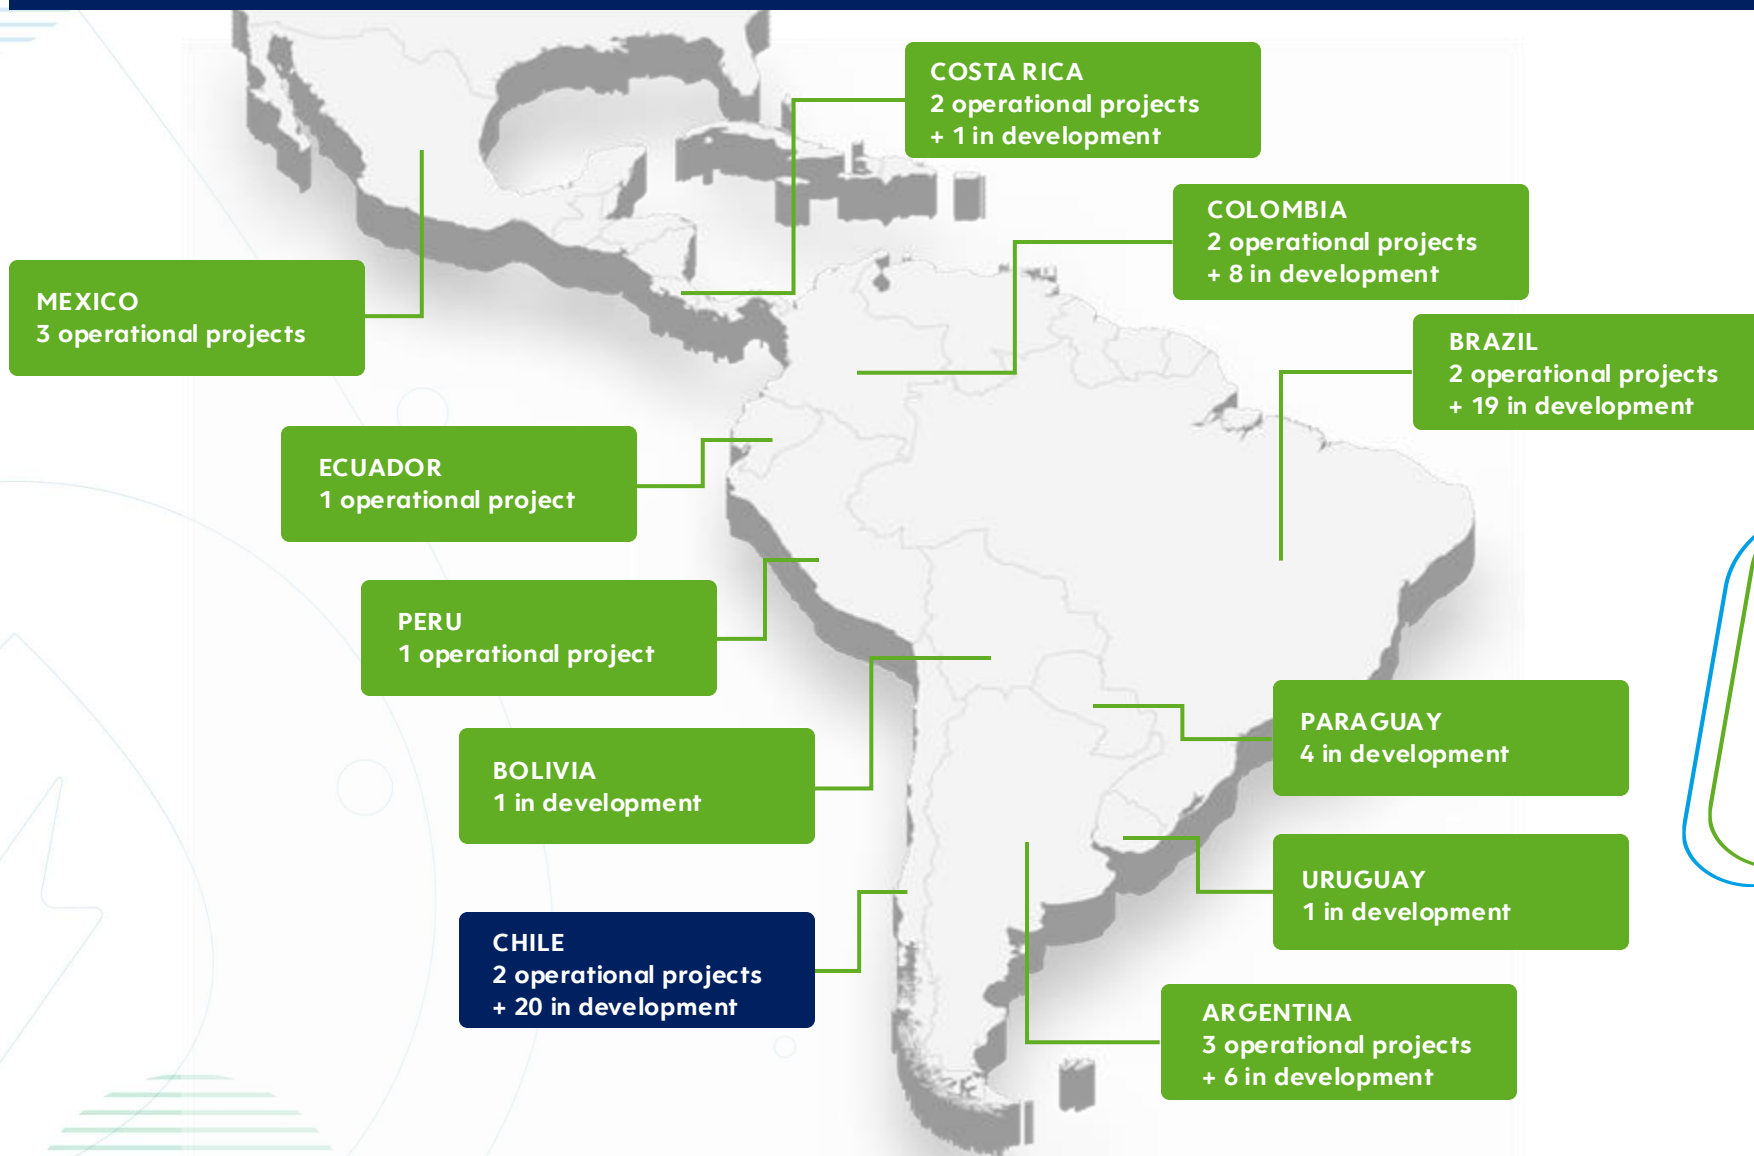 COSTA RICA
2 operational projects
+ 1 in development
COLOMBIA
2 operational projects
+ 8 in development
MEXICO
3 operational projects
BRAZIL
2 operational projects
+ 19 in development
ECUADOR
1 operational project
PERU
1 operational project
PARAGUAY
4 in development
BOLIVIA
1 in development
URUGUAY
1 in development
CHILE
2 operational projects
+ 20 in development
ARGENTINA
3 operational projects
+ 6 in development